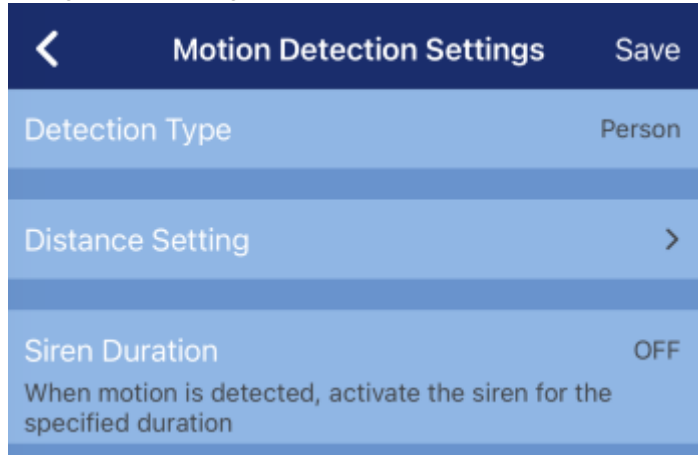 Motion Detection Settings Save
Detection Type Person
Distance Setting
Siren Duration OFF
When motion is detected, activate the siren for the
specified duration